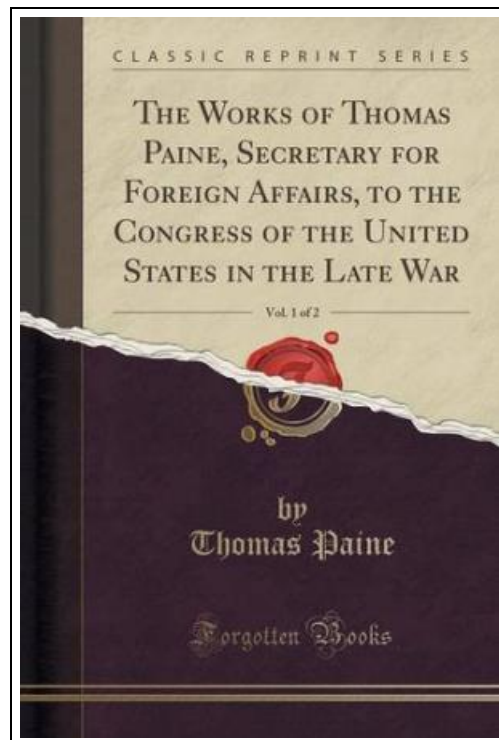 CLASSIC REPRINT SERIES
THE WORKS OF THOMAS
PAINE, SECRETARY FOR
FOREIGN AFFAIRS, TO THE
CONGRESS OF THE UNITED
STATES IN THE LATE WAR
Vol. 1 of 2
by
Thomas Paine
Forgotten Books